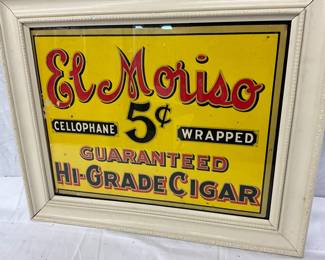 El Moriso
5¢
CELLOPHANE WRAPPED
GUARANTEED
HI-GRADE CIGAR